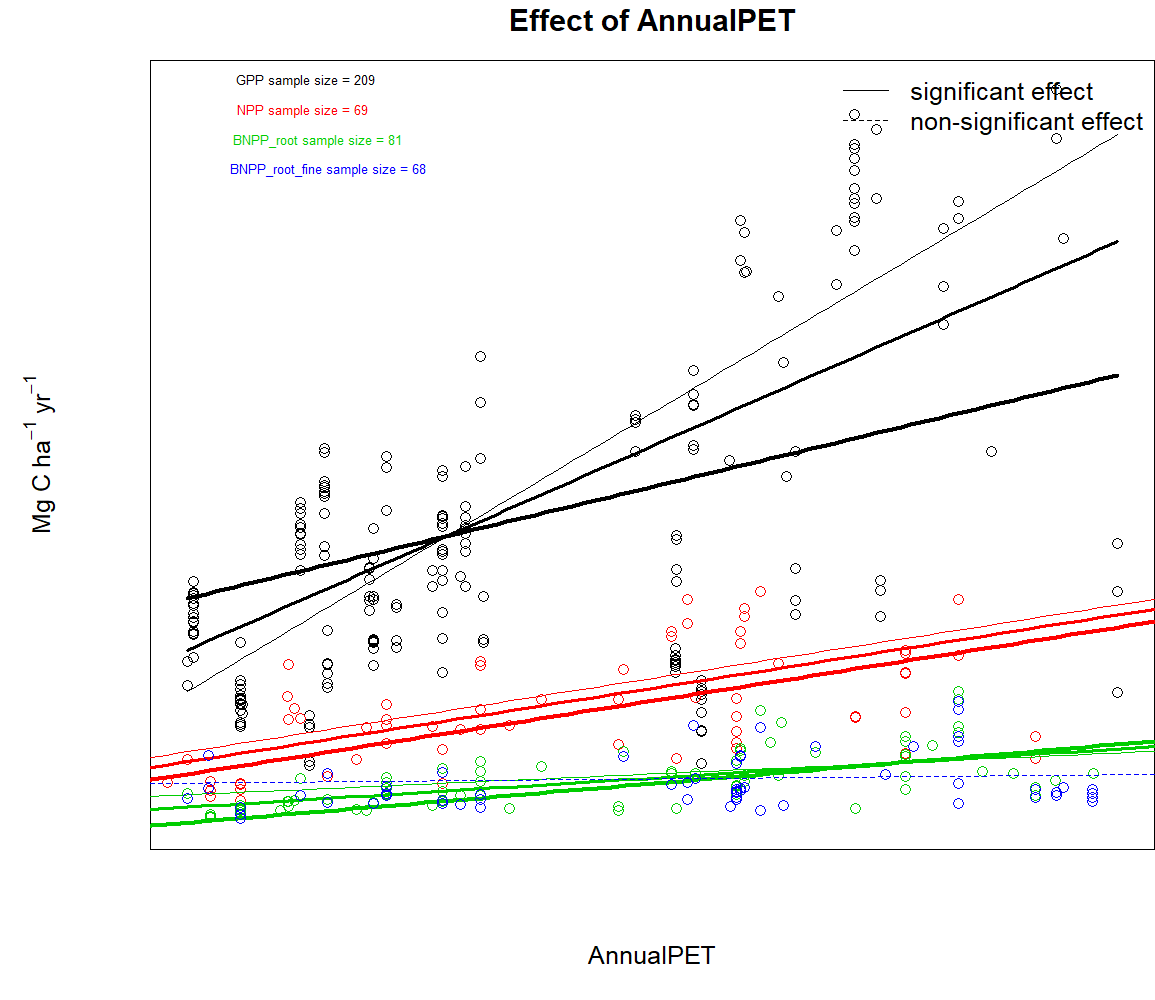 Effect of AnnualPET
GPP sample size = 209
NPP sample size = 69
BNPP_root sample size = 81
BNPP_root_fine sample size = 68
significant effect
non-significant effect
Mg C ha⁻¹ yr⁻¹
AnnualPET